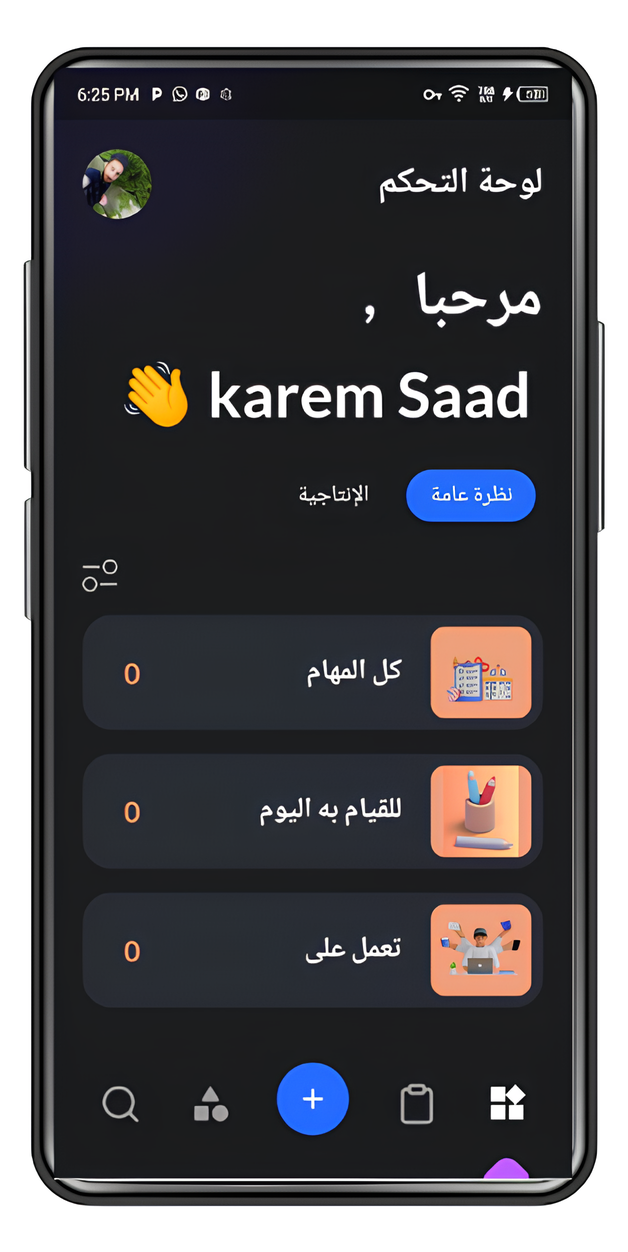 6:25 PM
لوحة التحكم
مرحبا ,
karem Saad 👋
نظرة عامة
الإنتاجية
كل المهام
0
للقيام به اليوم
0
تعمل على
0